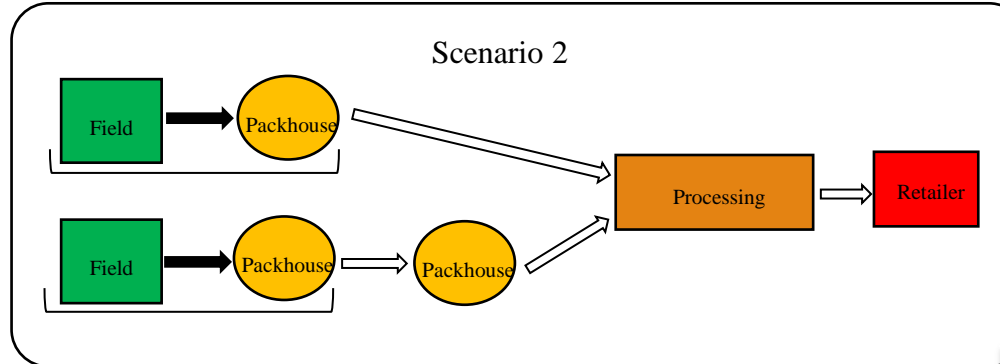 Scenario 2
Field
Packhouse
Processing
Retailer
Field
Packhouse
Packhouse